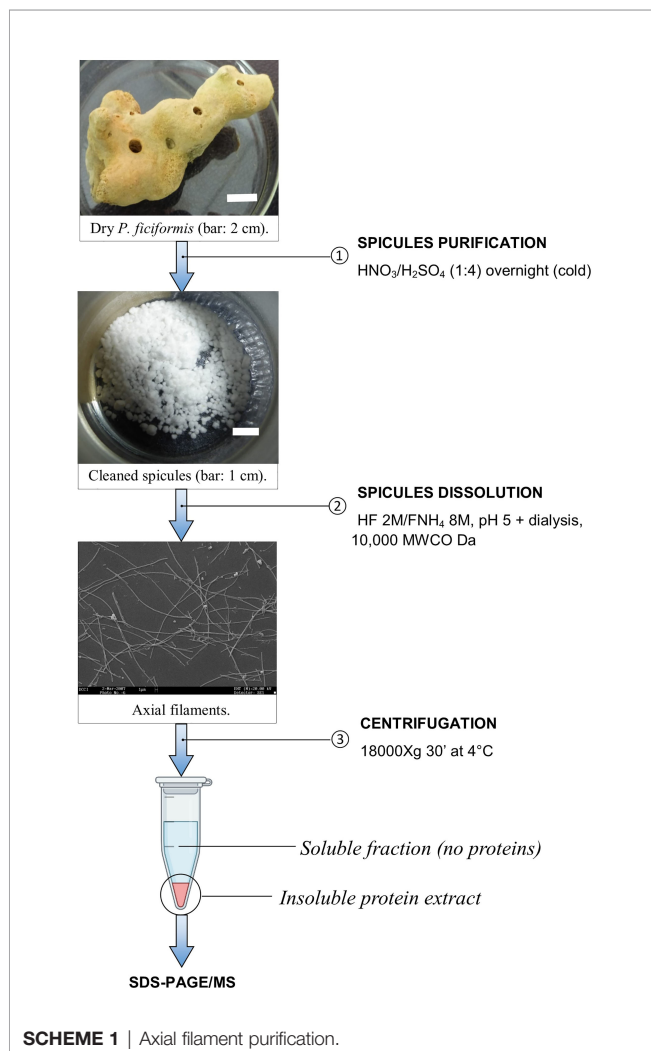 Dry P. ficiformis (bar: 2 cm).
① SPICULES PURIFICATION
HNO₃/H₂SO₄ (1:4) overnight (cold)
Cleaned spicules (bar: 1 cm).
② SPICULES DISSOLUTION
HF 2M/FNH₄ 8M, pH 5 + dialysis,
10,000 MWCO Da
Axial filaments.
③ CENTRIFUGATION
18000Xg 30’ at 4°C
Soluble fraction (no proteins)
Insoluble protein extract
SDS-PAGE/MS
SCHEME 1 | Axial filament purification.